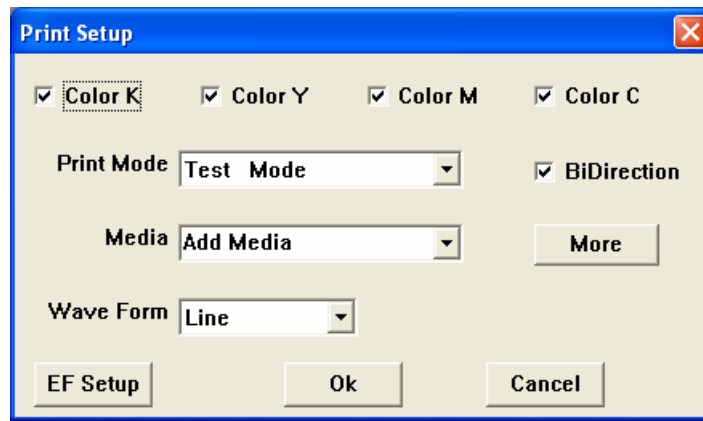 Print Setup
Color K Color Y Color M Color C
Print Mode Test Mode BiDirection
Media Add Media More
Wave Form Line
EF Setup Ok Cancel